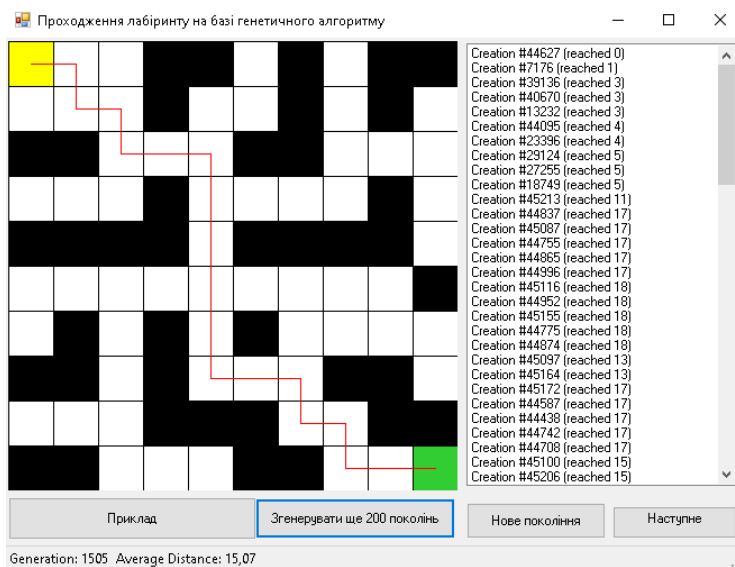 Проходження лабіринту на базі генетичного алгоритму
Creation #44627 (reached 0)
Creation #7176 (reached 1)
Creation #39136 (reached 3)
Creation #40670 (reached 3)
Creation #13232 (reached 3)
Creation #44095 (reached 4)
Creation #23396 (reached 4)
Creation #29124 (reached 5)
Creation #27255 (reached 5)
Creation #18749 (reached 5)
Creation #45213 (reached 11)
Creation #44837 (reached 17)
Creation #45087 (reached 17)
Creation #44755 (reached 17)
Creation #44865 (reached 17)
Creation #44996 (reached 17)
Creation #45116 (reached 18)
Creation #44952 (reached 18)
Creation #45155 (reached 18)
Creation #44775 (reached 18)
Creation #44874 (reached 18)
Creation #45097 (reached 13)
Creation #45164 (reached 13)
Creation #45172 (reached 17)
Creation #44587 (reached 17)
Creation #44438 (reached 17)
Creation #44742 (reached 17)
Creation #44708 (reached 17)
Creation #45100 (reached 15)
Creation #45206 (reached 15)
Приклад
Згенерувати ще 200 поколінь
Нове покоління
Наступне
Generation: 1505 Average Distance: 15,07